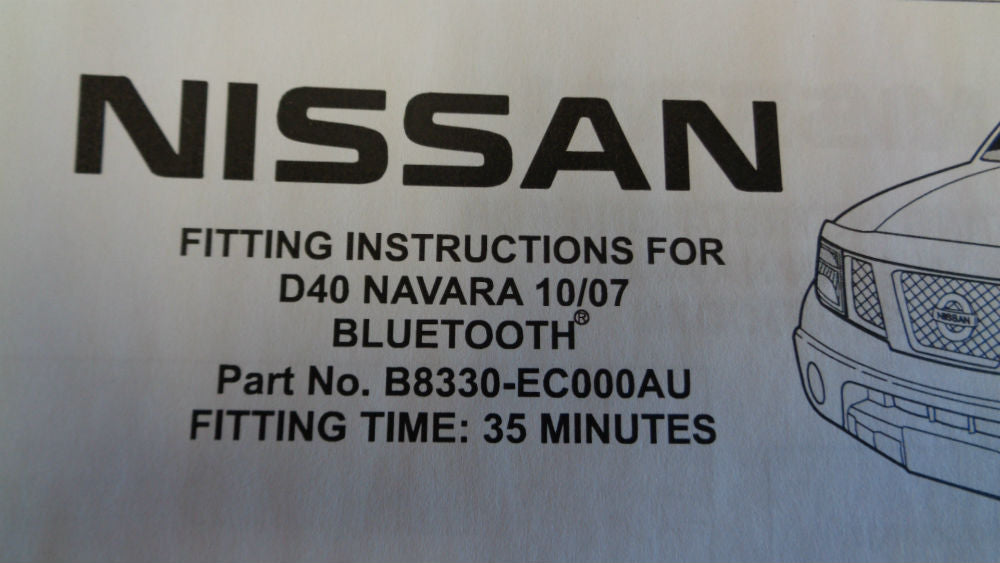 NISSAN
FITTING INSTRUCTIONS FOR
D40 NAVARA 10/07
BLUETOOTH®
Part No. B8330-EC000AU
FITTING TIME: 35 MINUTES
NISSAN